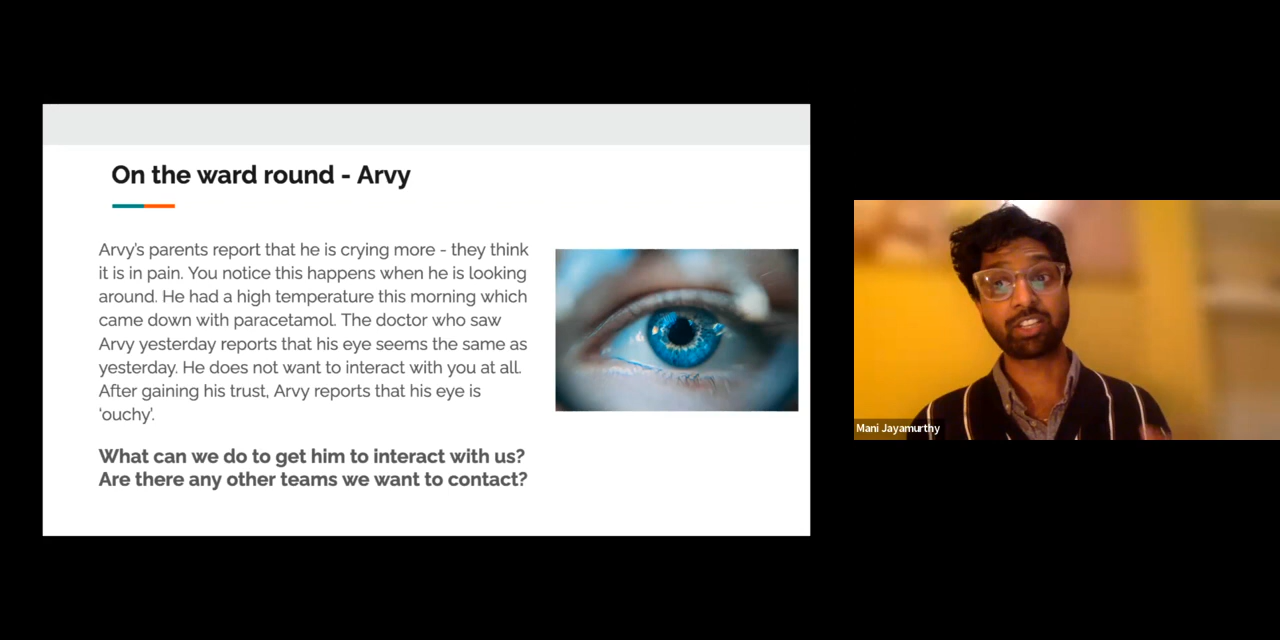 On the ward round - Arvy
Arvy's parents report that he is crying more - they think
it is in pain. You notice this happens when he is looking
around. He had a high temperature this morning which
came down with paracetamol. The doctor who saw
Arvy yesterday reports that his eye seems the same as
yesterday. He does not want to interact with you at all.
After gaining his trust, Arvy reports that his eye is
‘ouchy’.
What can we do to get him to interact with us?
Are there any other teams we want to contact?
Mani Jayamurthy